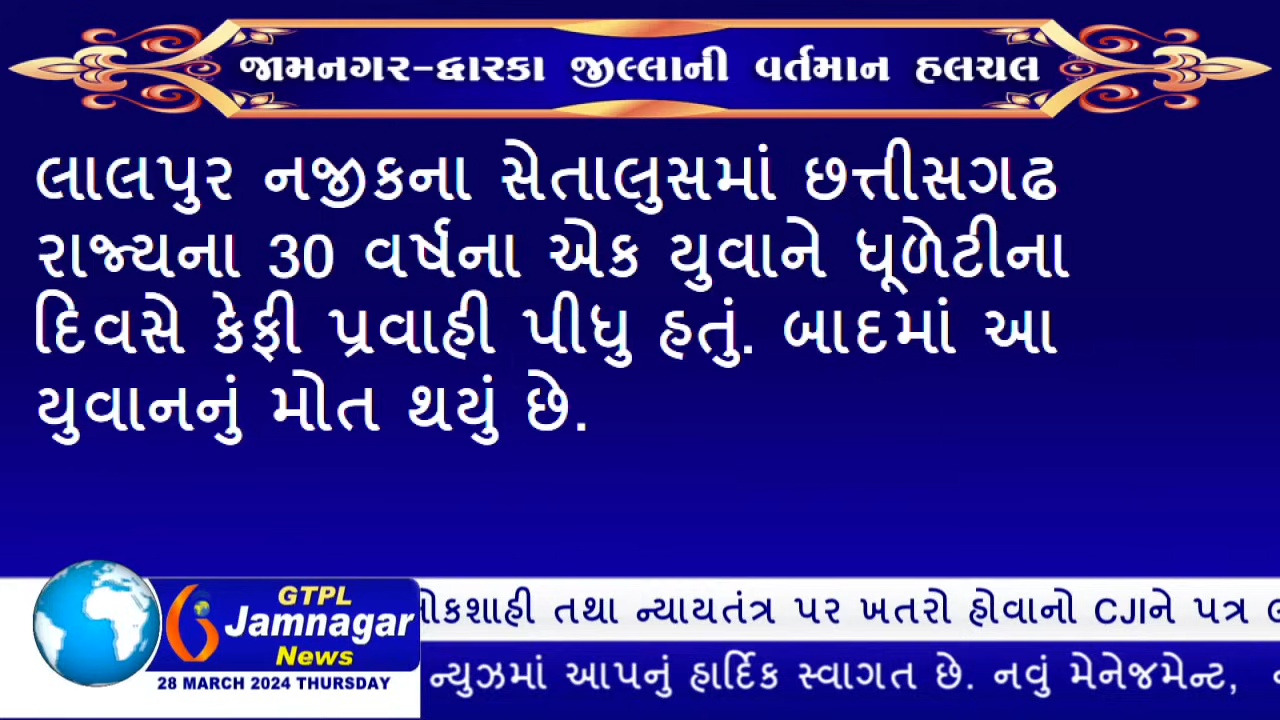 જામનગર-દ્વારકા જીલ્લાની વર્તમાન હલચલ
લાલપુર નજીકના સેતાલુસમાં છત્તીસગઢ
રાજ્યના 30 વર્ષના એક યુવાને ધૂળેટીના
દિવસે કેફી પ્રવાહી પીધુ હતું. બાદમાં આ
યુવાનનું મોત થયું છે.
GTPL
Jamnagar
News
28 MARCH 2024 THURSDAY
તથા ન્યાયતંત્ર પર ખતરો હોવાનો CJIને પત્ર
ન્યુઝમાં આપનું હાર્દિક સ્વાગત છે. નવું મેનેજમેન્ટ,